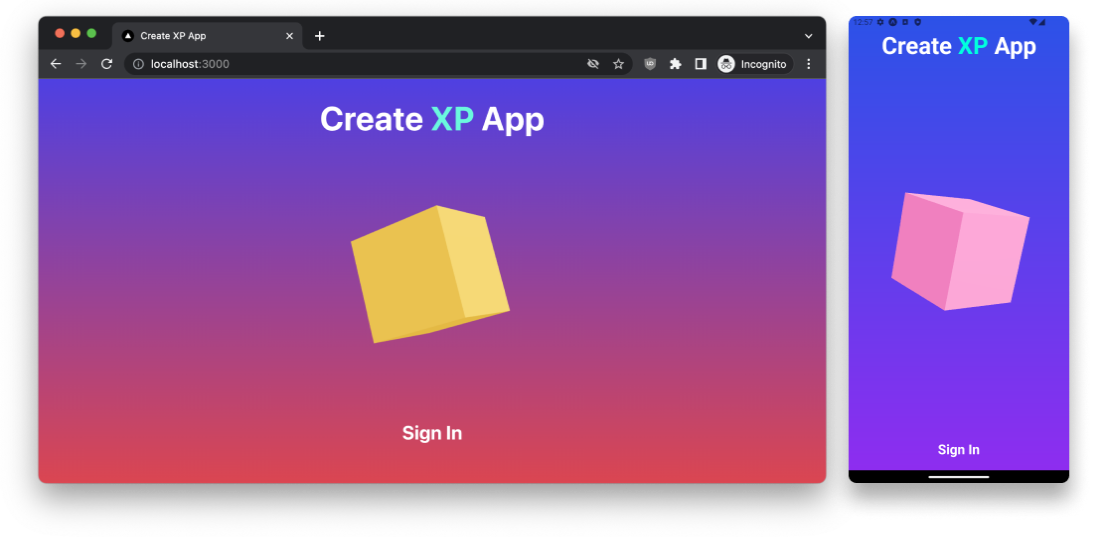 Create XP App
localhost:3000
Incognito
Create XP App
Sign In
12:57
Create XP App
Sign In